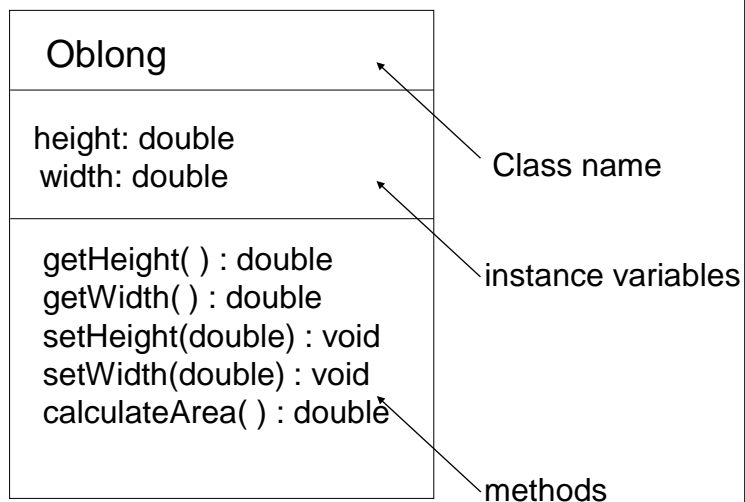 Oblong
height: double
width: double
getHeight( ) : double
getWidth( ) : double
setHeight(double) : void
setWidth(double) : void
calculateArea( ) : double
Class name
instance variables
methods